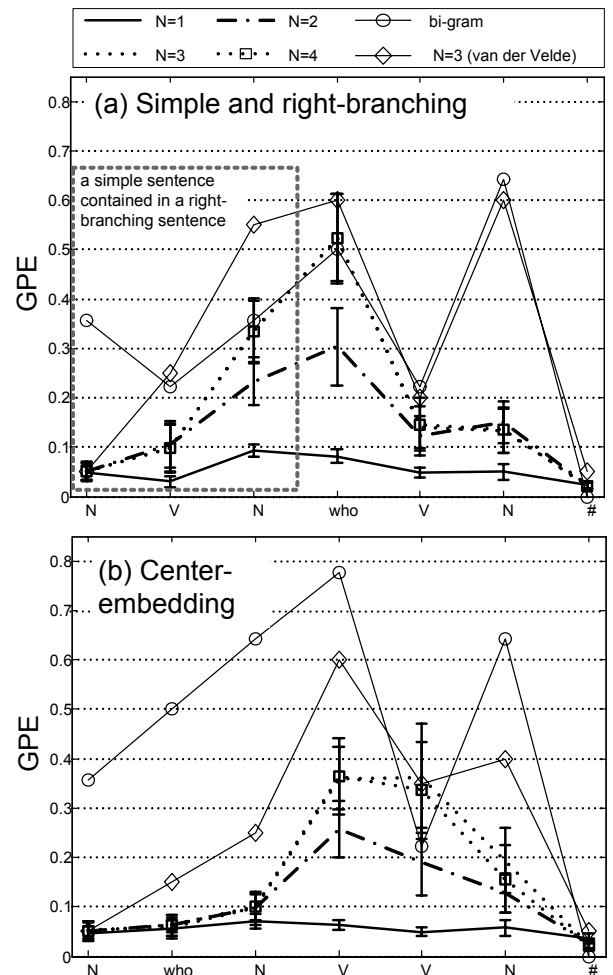 N=1 N=2 bi-gram
N=3 N=4 N=3 (van der Velde)
(a) Simple and right-branching
0.8
0.7
a simple sentence
contained in a right-
branching sentence
0.6
0.5
GPE
0.4
0.3
0.2
0.1
0
N V N who V N #
(b) Center-
embedding
0.8
0.7
0.6
0.5
GPE
0.4
0.3
0.2
0.1
0
N who N V V N #